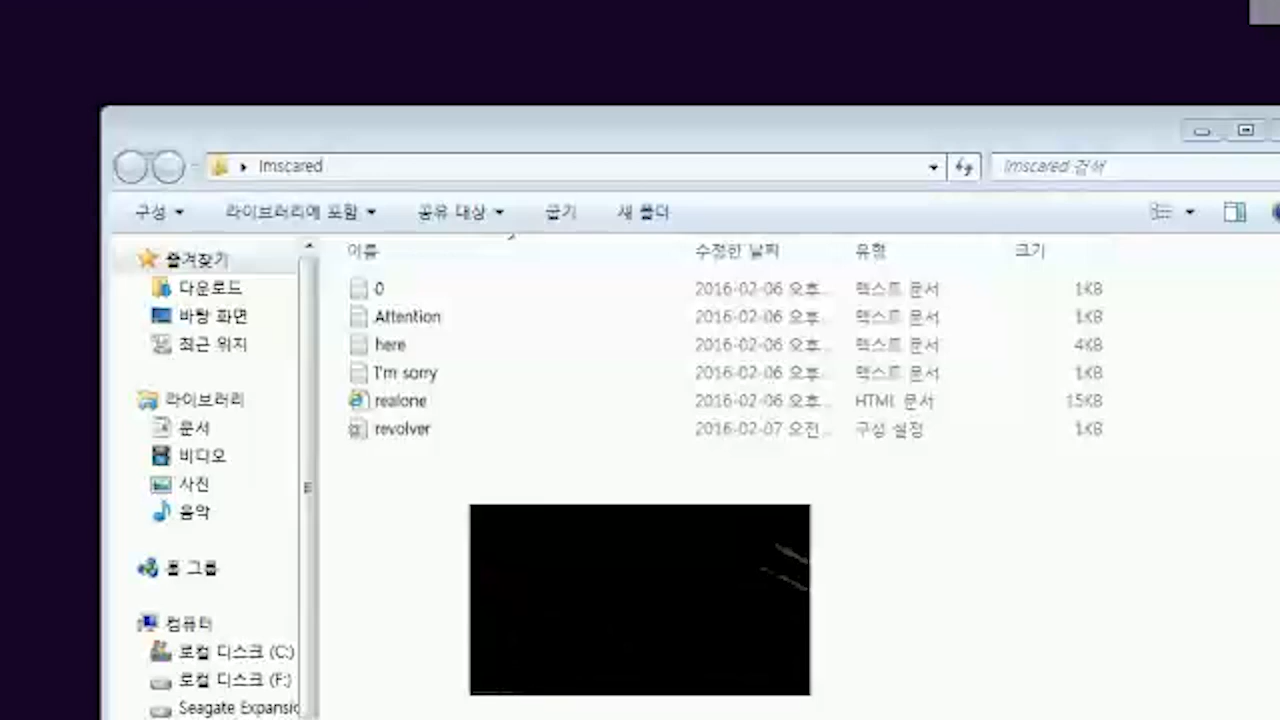 Imscared
Imscared 검색
구성 라이브러리에 포함 공유 대상 굽기 새 폴더
이름 수정한 날짜 유형 크기
즐겨찾기
다운로드
바탕 화면
최근 위치
라이브러리
문서
비디오
사진
음악
홈 그룹
컴퓨터
로컬 디스크 (C:)
로컬 디스크 (F:)
Seagate Expansic
0 2016-02-06 오후... 텍스트 문서 1KB
Attention 2016-02-06 오후... 텍스트 문서 1KB
here 2016-02-06 오후... 텍스트 문서 4KB
I'm sorry 2016-02-06 오후... 텍스트 문서 1KB
realone 2016-02-06 오후... HTML 문서 15KB
revolver 2016-02-07 오전... 구성 설정 1KB